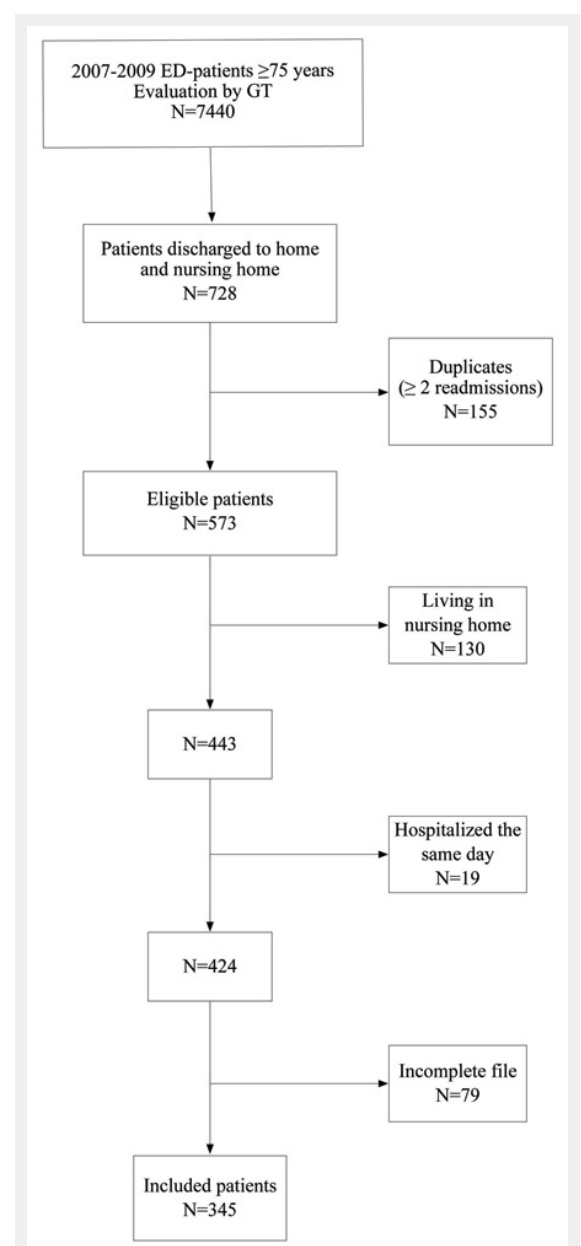 2007-2009 ED-patients ≥75 years
Evaluation by GT
N=7440
Patients discharged to home
and nursing home
N=728
Duplicates
(≥ 2 readmissions)
N=155
Eligible patients
N=573
Living in
nursing home
N=130
N=443
Hospitalized the
same day
N=19
N=424
Incomplete file
N=79
Included patients
N=345